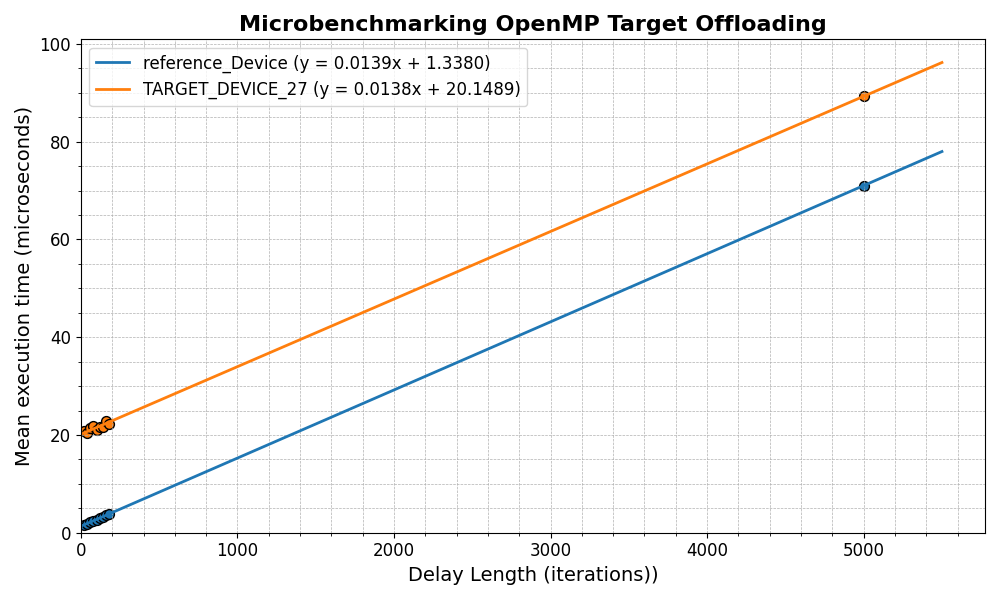 Microbenchmarking OpenMP Target Offloading
reference_Device (y = 0.0139x + 1.3380)
TARGET_DEVICE_27 (y = 0.0138x + 20.1489)
Mean execution time (microseconds)
100
80
60
40
20
0
0 1000 2000 3000 4000 5000
Delay Length (iterations))